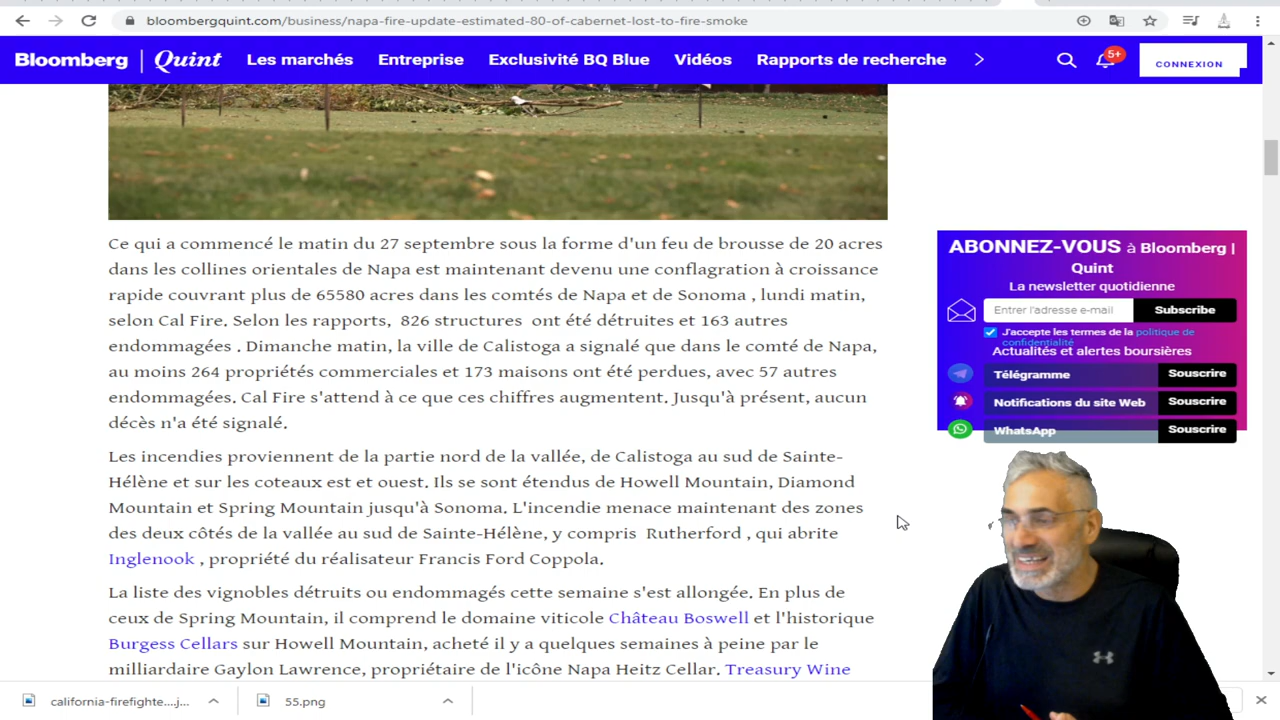 bloombergquint.com/business/napa-fire-update-estimated-80-of-cabernet-lost-to-fire-smoke
Bloomberg | Quint Les marchés Entreprise Exclusivité BQ Blue Vidéos Rapports de recherche 5+ CONNEXION
Ce qui a commencé le matin du 27 septembre sous la forme d'un feu de brousse de 20 acres
dans les collines orientales de Napa est maintenant devenu une conflagration à croissance
rapide couvrant plus de 65580 acres dans les comtés de Napa et de Sonoma , lundi matin,
selon Cal Fire. Selon les rapports, 826 structures ont été détruites et 163 autres
endommagées . Dimanche matin, la ville de Calistoga a signalé que dans le comté de Napa,
au moins 264 propriétés commerciales et 173 maisons ont été perdues, avec 57 autres
endommagées. Cal Fire s'attend à ce que ces chiffres augmentent. Jusqu'à présent, aucun
décès n'a été signalé.
Les incendies proviennent de la partie nord de la vallée, de Calistoga au sud de Sainte-
Hélène et sur les coteaux est et ouest. Ils se sont étendus de Howell Mountain, Diamond
Mountain et Spring Mountain jusqu'à Sonoma. L'incendie menace maintenant des zones
des deux côtés de la vallée au sud de Sainte-Hélène, y compris Rutherford , qui abrite
Inglenook , propriété du réalisateur Francis Ford Coppola.
La liste des vignobles détruits ou endommagés cette semaine s'est allongée. En plus de
ceux de Spring Mountain, il comprend le domaine viticole Château Boswell et l'historique
Burgess Cellars sur Howell Mountain, acheté il y a quelques semaines à peine par le
milliardaire Gaylon Lawrence, propriétaire de l'icône Napa Heitz Cellar. Treasury Wine
ABONNEZ-VOUS à Bloomberg |
Quint
La newsletter quotidienne
Entrer l'adresse e-mail Subscribe
J'accepte les termes de la politique de
confidentialité
Actualités et alertes boursières
Télégramme Souscrire
Notifications du site Web Souscrire
WhatsApp Souscrire
california-firefighte....j... 55.png